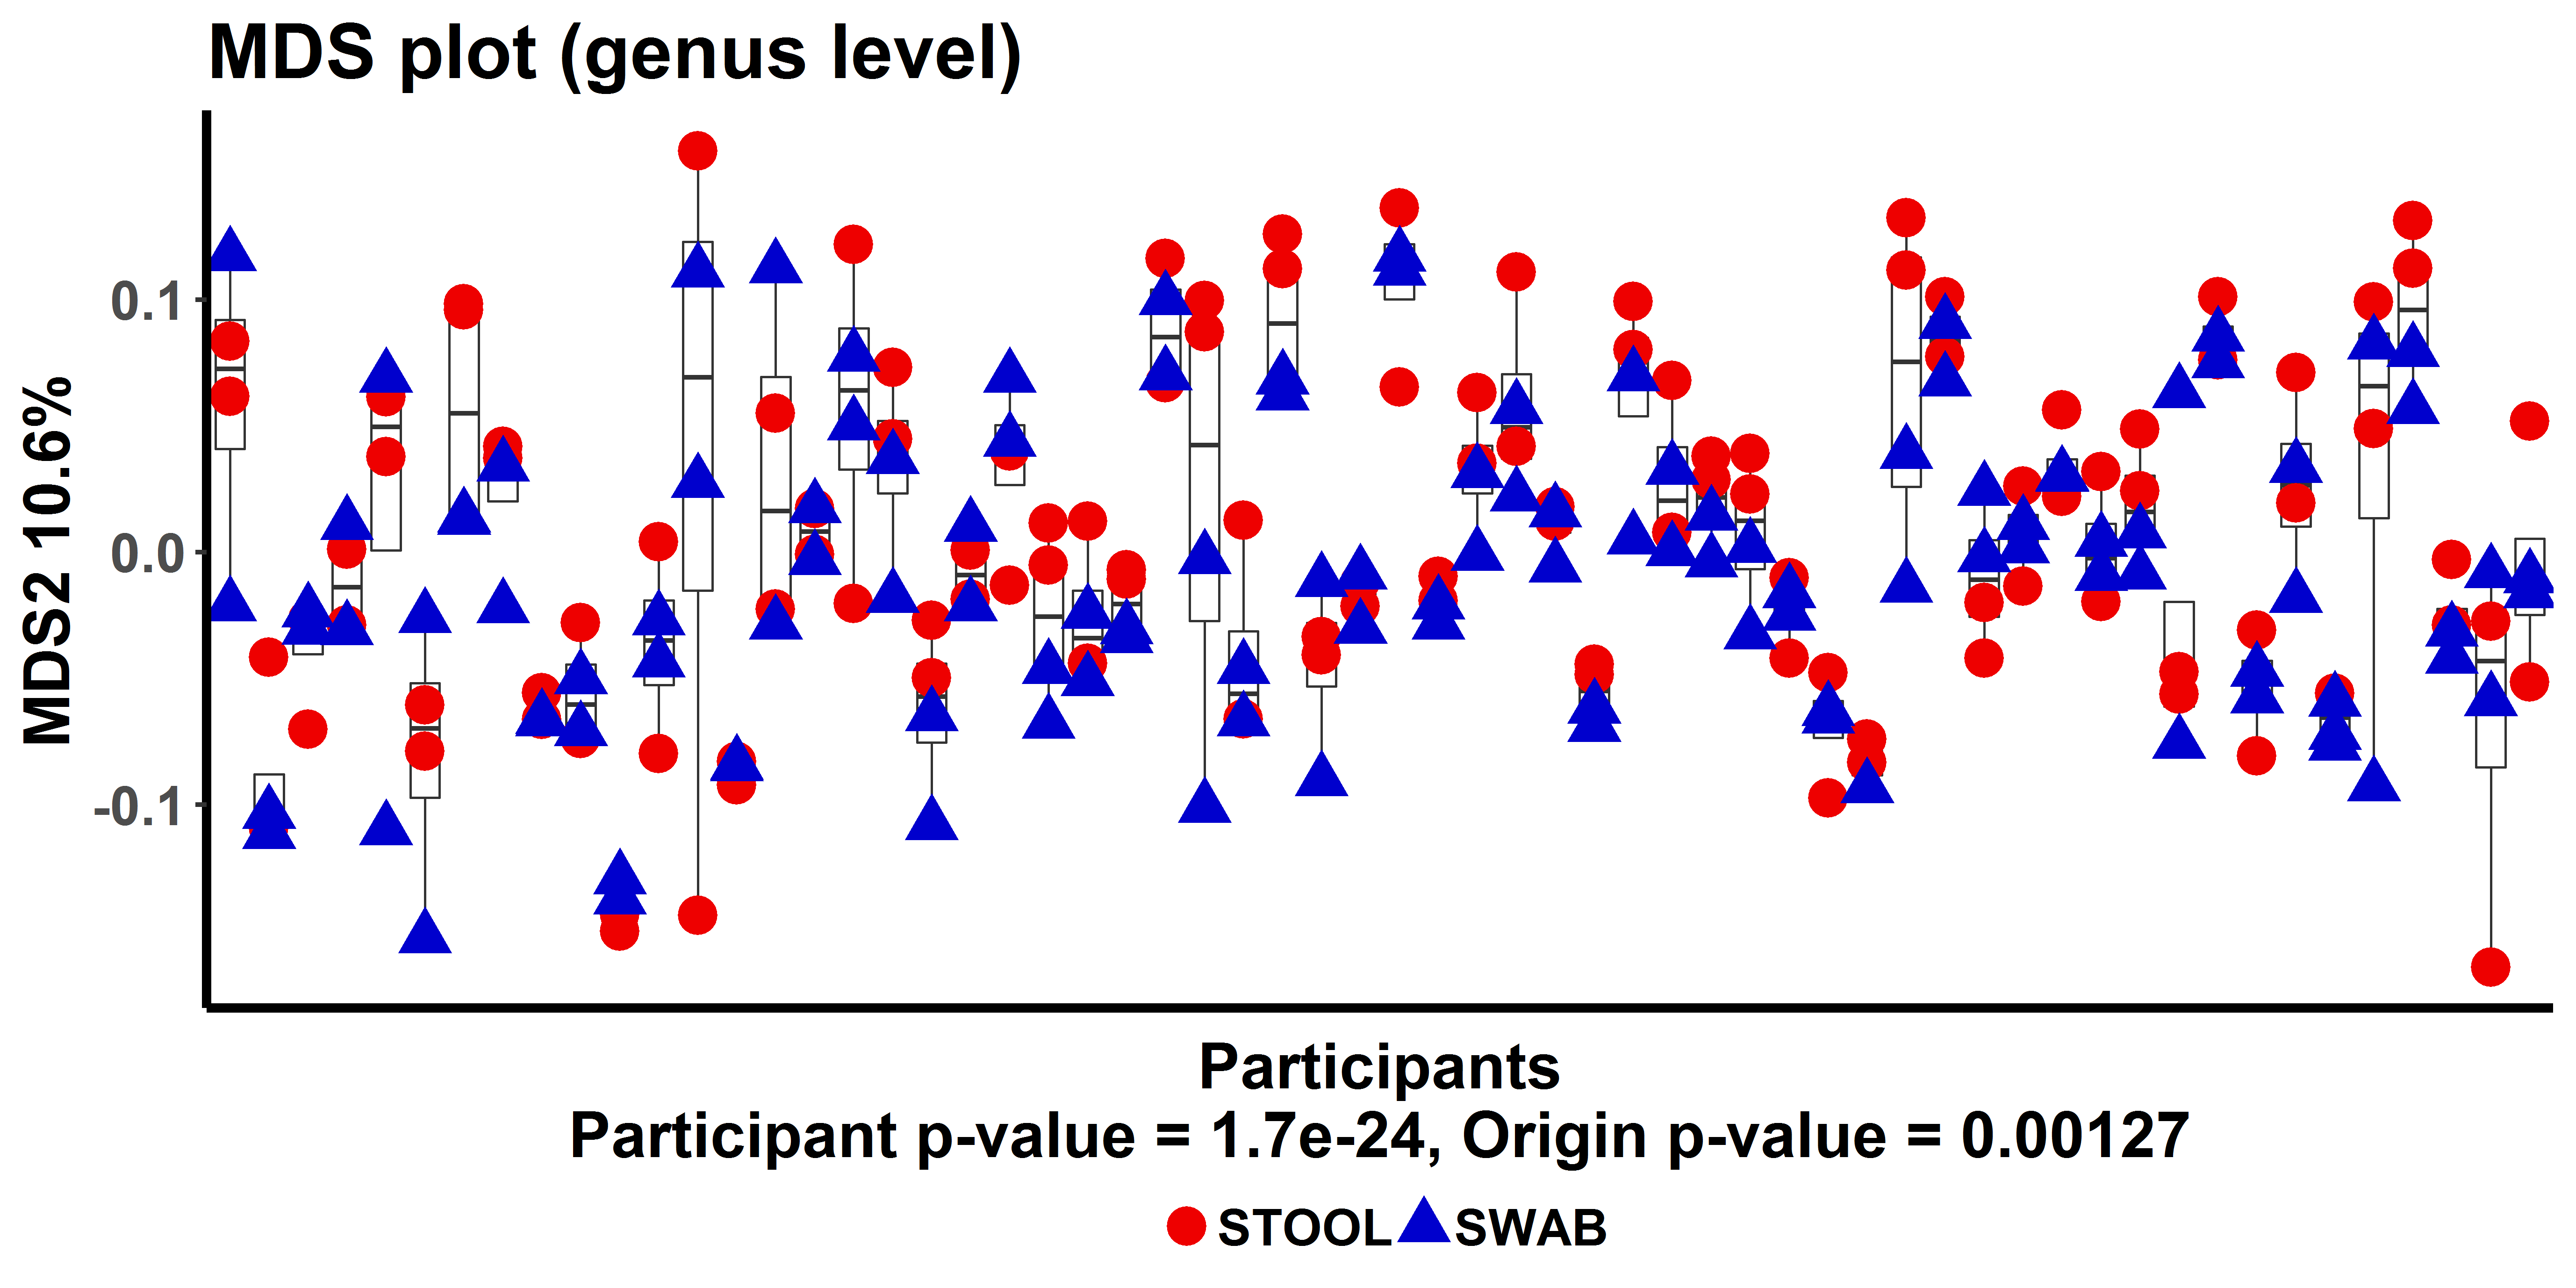 MDS plot (genus level)
MDS2 10.6%
0.1
0.0
-0.1
Participants
Participant p-value = 1.7e-24, Origin p-value = 0.00127
STOOL SWAB